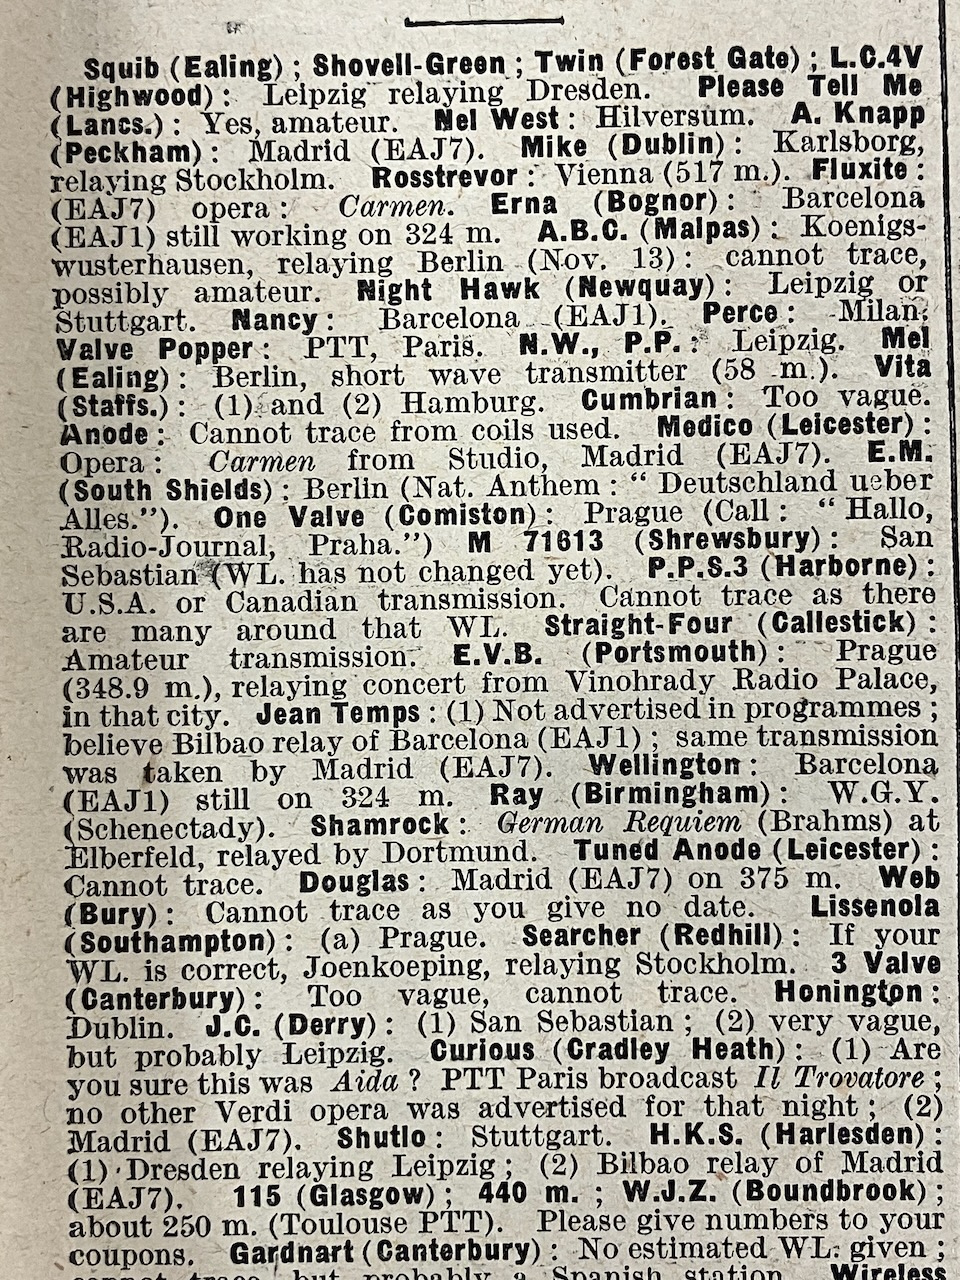 Squib (Ealing) ; Shovell-Green ; Twin (Forest Gate) ; L.C.4V
(Highwood) : Leipzig relaying Dresden. Please Tell Me
(Lancs.) : Yes, amateur. Nel West : Hilversum. A. Knapp
(Peckham) : Madrid (EAJ7). Mike (Dublin) : Karlsborg,
relaying Stockholm. Rosstrevor : Vienna (517 m.). Fluxite :
(EAJ7) opera : Carmen. Erna (Bognor) : Barcelona
(EAJ1) still working on 324 m. A.B.C. (Malpas) : Koenigs-
wusterhausen, relaying Berlin (Nov. 13) : cannot trace,
possibly amateur. Night Hawk (Newquay) : Leipzig or
Stuttgart. Nancy : Barcelona (EAJ1). Perce : Milan.
Valve Popper : PTT, Paris. N.W., P.P. : Leipzig. Mel
(Ealing) : Berlin, short wave transmitter (58 m.). Vita
(Staffs.) : (1) and (2) Hamburg. Cumbrian : Too vague.
Anode : Cannot trace from coils used. Medico (Leicester) :
Opera : Carmen from Studio, Madrid (EAJ7). E.M.
(South Shields) : Berlin (Nat. Anthem : “ Deutschland ueber
Alles.”). One Valve (Comiston) : Prague (Call : “ Hallo,
Radio-Journal, Praha.”) M 71613 (Shrewsbury) : San
Sebastian (WL. has not changed yet). P.P.S.3 (Harborne) :
U.S.A. or Canadian transmission. Cannot trace as there
are many around that WL. Straight-Four (Callestick) :
Amateur transmission. E.V.B. (Portsmouth) : Prague
(348.9 m.), relaying concert from Vinohrady Radio Palace,
in that city. Jean Temps : (1) Not advertised in programmes ;
believe Bilbao relay of Barcelona (EAJ1) ; same transmission
was taken by Madrid (EAJ7). Wellington : Barcelona
(EAJ1) still on 324 m. Ray (Birmingham) : W.G.Y.
(Schenectady). Shamrock : German Requiem (Brahms) at
Elberfeld, relayed by Dortmund. Tuned Anode (Leicester) :
Cannot trace. Douglas : Madrid (EAJ7) on 375 m. Web
(Bury) : Cannot trace as you give no date. Lissenola
(Southampton) : (a) Prague. Searcher (Redhill) : If your
WL. is correct, Joenkoeping, relaying Stockholm. 3 Valve
(Canterbury) : Too vague, cannot trace. Honington :
Dublin. J.C. (Derry) : (1) San Sebastian ; (2) very vague,
but probably Leipzig. Curious (Cradley Heath) : (1) Are
you sure this was Aida ? PTT Paris broadcast Il Trovatore ;
no other Verdi opera was advertised for that night ; (2)
Madrid (EAJ7). Shutlo : Stuttgart. H.K.S. (Harlesden) :
(1) Dresden relaying Leipzig ; (2) Bilbao relay of Madrid
(EAJ7). 115 (Glasgow) ; 440 m. ; W.J.Z. (Boundbrook) ;
about 250 m. (Toulouse PTT). Please give numbers to your
coupons. Gardnart (Canterbury) : No estimated WL. given ;
cannot trace, but probably a Spanish station. Wireless